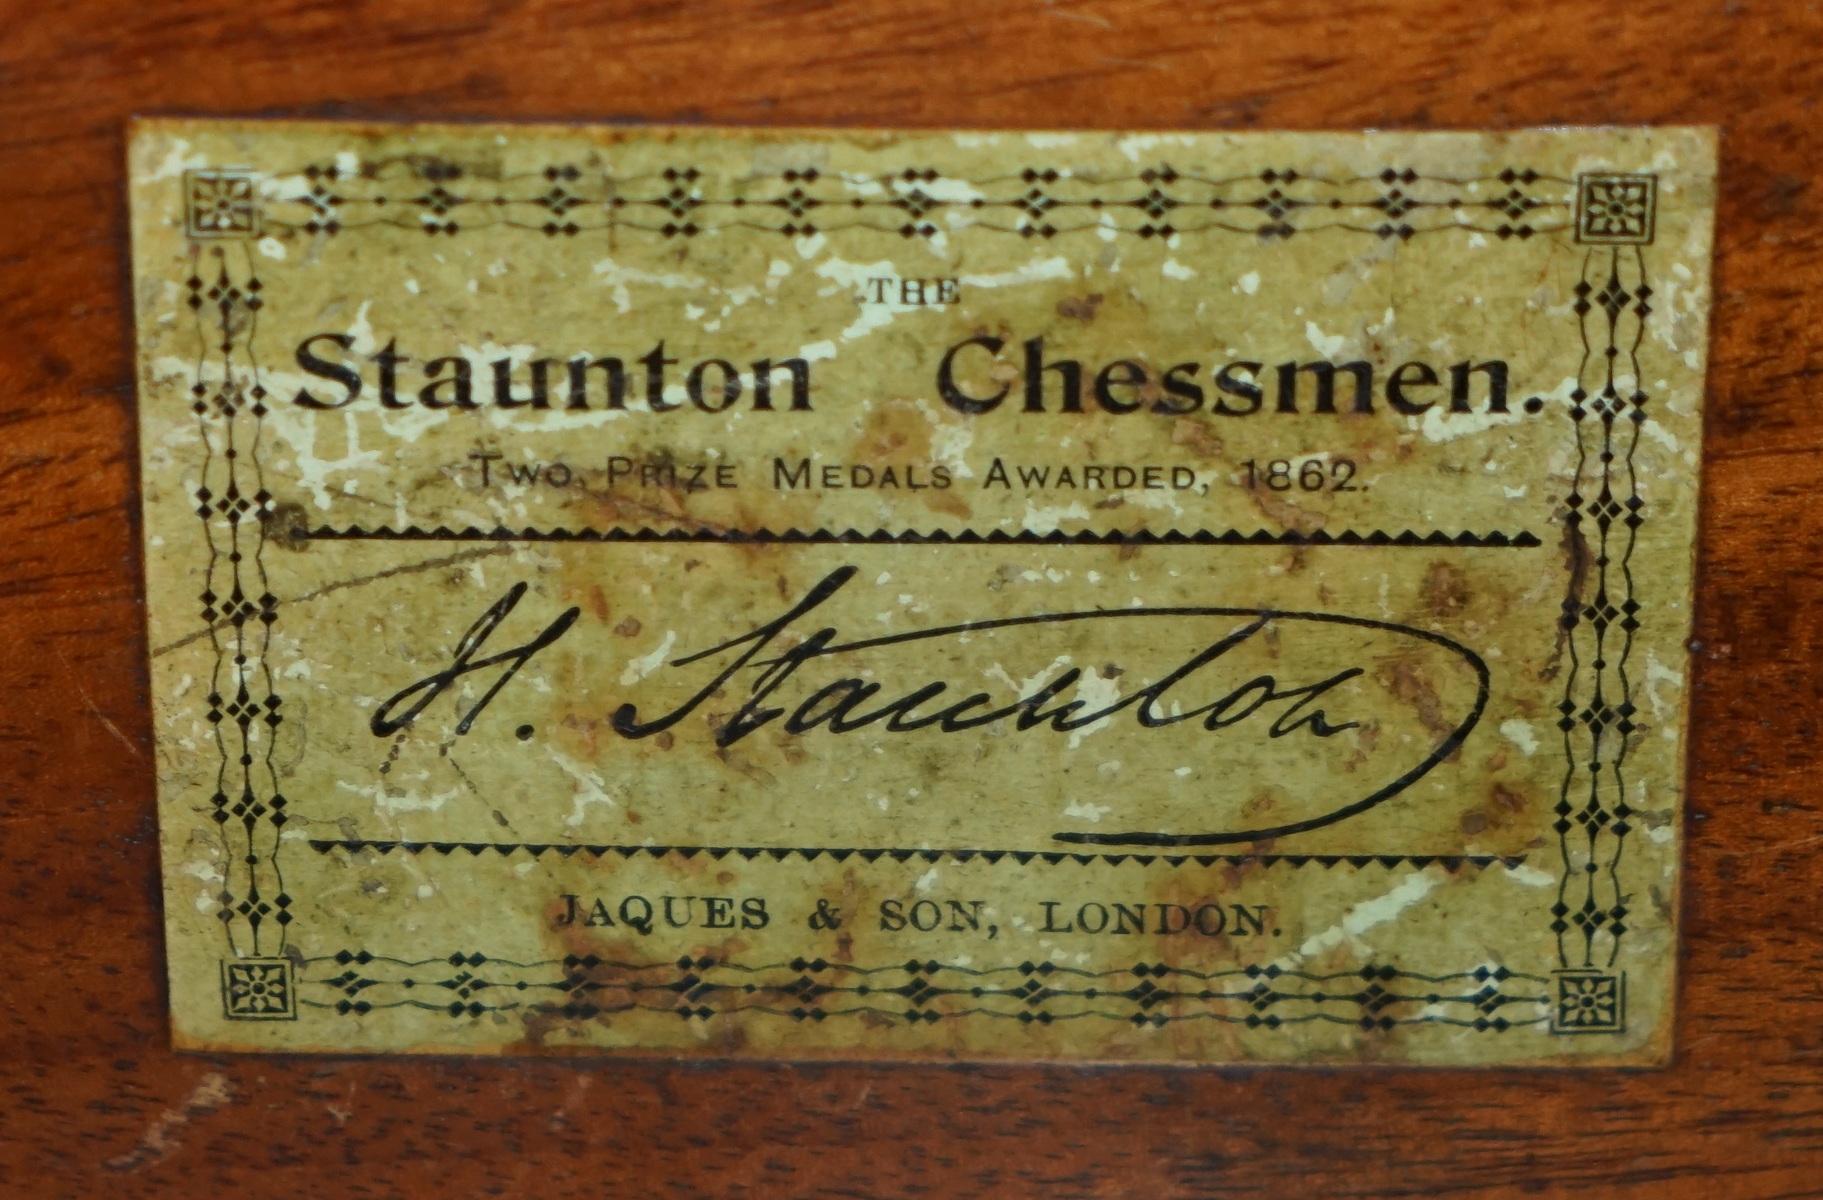 THE
Staunton Chessmen.
Two Prize Medals Awarded, 1862.
H. Staunton
JAQUES & SON, LONDON.